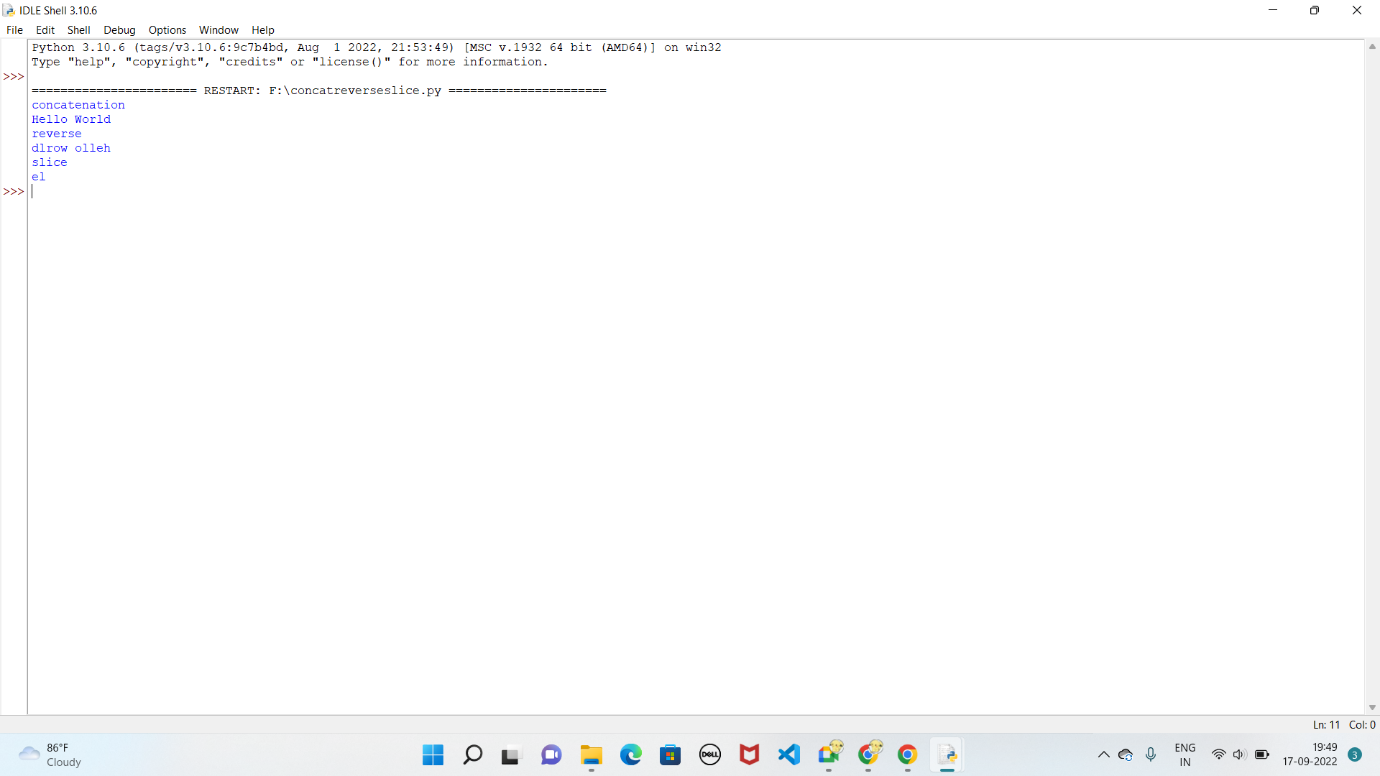 IDLE Shell 3.10.6
File Edit Shell Debug Options Window Help
Python 3.10.6 (tags/v3.10.6:9c7b4bd, Aug  1 2022, 21:53:49) [MSC v.1932 64 bit (AMD64)] on win32
Type "help", "copyright", "credits" or "license()" for more information.
>>>
======================= RESTART: F:\concatreverseslice.py ======================
concatenation
Hello World
reverse
dlrow olleh
slice
el
>>>
Ln: 11 Col: 0
86°F
Cloudy
DELL
ENG
IN
19:49
17-09-2022
3